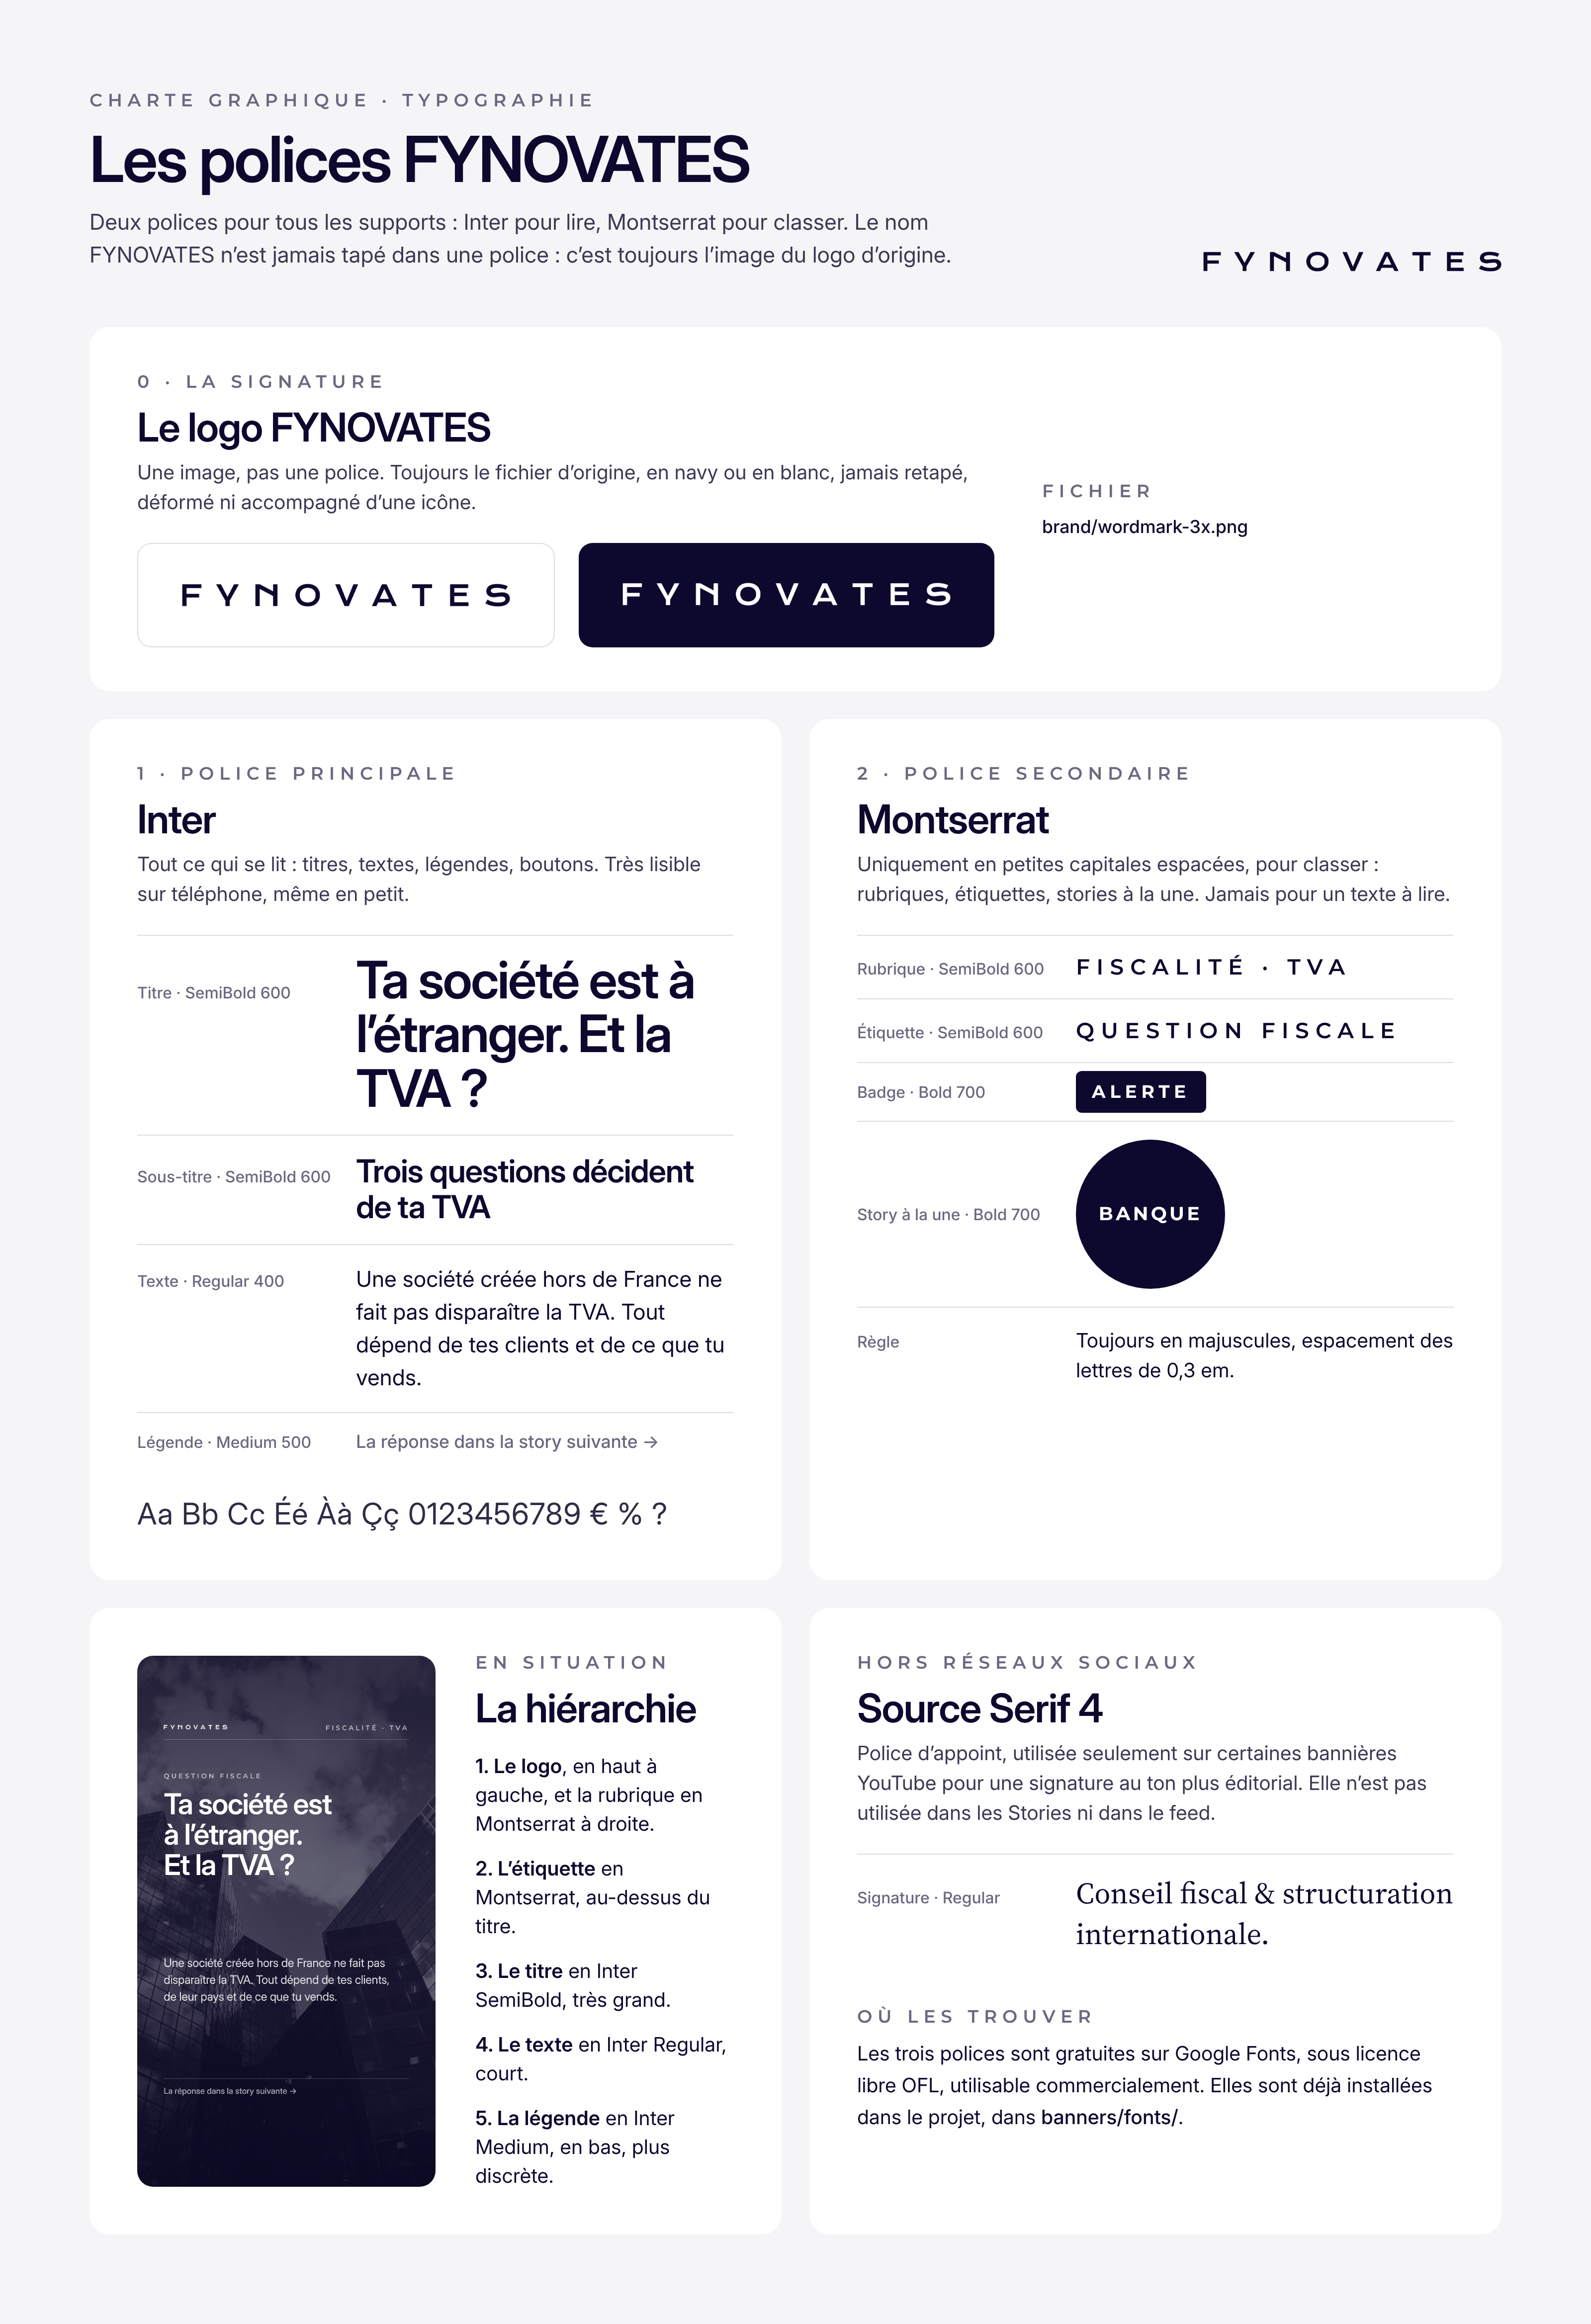 CHARTE GRAPHIQUE · TYPOGRAPHIE
Les polices FYNOVATES
Deux polices pour tous les supports : Inter pour lire, Montserrat pour classer. Le nom
FYNOVATES n’est jamais tapé dans une police : c’est toujours l’image du logo d’origine.
FYNOVATES
0 · LA SIGNATURE
Le logo FYNOVATES
Une image, pas une police. Toujours le fichier d’origine, en navy ou en blanc, jamais retapé,
déformé ni accompagné d’une icône.
FYNOVATES
FYNOVATES
FICHIER
brand/wordmark-3x.png
1 · POLICE PRINCIPALE
Inter
Tout ce qui se lit : titres, textes, légendes, boutons. Très lisible
sur téléphone, même en petit.
Titre · SemiBold 600
Ta société est à
l’étranger. Et la
TVA ?
Sous-titre · SemiBold 600
Trois questions décident
de ta TVA
Texte · Regular 400
Une société créée hors de France ne
fait pas disparaître la TVA. Tout
dépend de tes clients et de ce que tu
vends.
Légende · Medium 500
La réponse dans la story suivante →
Aa Bb Cc Éé Àà Çç 0123456789 € % ?
2 · POLICE SECONDAIRE
Montserrat
Uniquement en petites capitales espacées, pour classer :
rubriques, étiquettes, stories à la une. Jamais pour un texte à lire.
Rubrique · SemiBold 600
FISCALITÉ · TVA
Étiquette · SemiBold 600
QUESTION FISCALE
Badge · Bold 700
ALERTE
Story à la une · Bold 700
BANQUE
Règle
Toujours en majuscules, espacement des
lettres de 0,3 em.
FYNOVATES
FISCALITÉ · TVA
QUESTION FISCALE
Ta société est
à l’étranger.
Et la TVA ?
Une société créée hors de France ne fait pas
disparaître la TVA. Tout dépend de tes clients,
de leur pays et de ce que tu vends.
La réponse dans la story suivante →
EN SITUATION
La hiérarchie
1. Le logo, en haut à
gauche, et la rubrique en
Montserrat à droite.
2. L’étiquette en
Montserrat, au-dessus du
titre.
3. Le titre en Inter
SemiBold, très grand.
4. Le texte en Inter Regular,
court.
5. La légende en Inter
Medium, en bas, plus
discrète.
HORS RÉSEAUX SOCIAUX
Source Serif 4
Police d’appoint, utilisée seulement sur certaines bannières
YouTube pour une signature au ton plus éditorial. Elle n’est pas
utilisée dans les Stories ni dans le feed.
Signature · Regular
Conseil fiscal & structuration
internationale.
OÙ LES TROUVER
Les trois polices sont gratuites sur Google Fonts, sous licence
libre OFL, utilisable commercialement. Elles sont déjà installées
dans le projet, dans banners/fonts/.